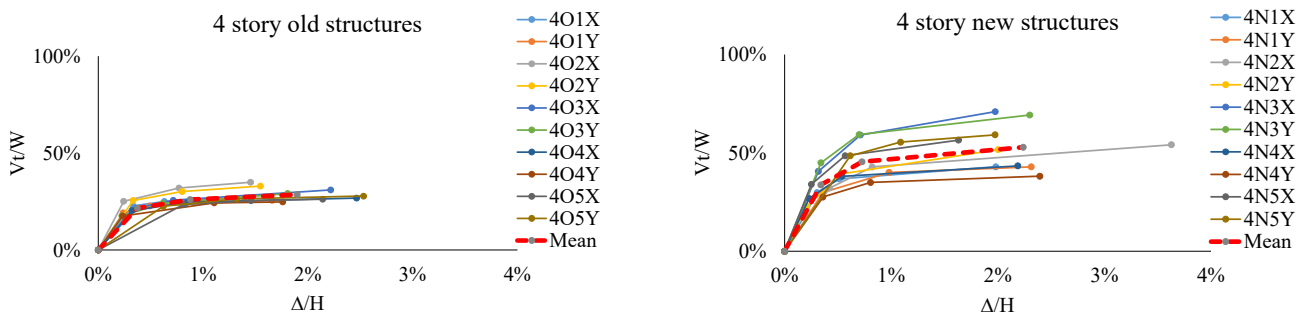 4 story old structures
100%
50%
0%
Vt/W
0%
1%
2%
3%
4%
Δ/H
4O1X
4O1Y
4O2X
4O2Y
4O3X
4O3Y
4O4X
4O4Y
4O5X
4O5Y
Mean
4 story new structures
100%
50%
0%
Vt/W
0%
1%
2%
3%
4%
Δ/H
4N1X
4N1Y
4N2X
4N2Y
4N3X
4N3Y
4N4X
4N4Y
4N5X
4N5Y
Mean